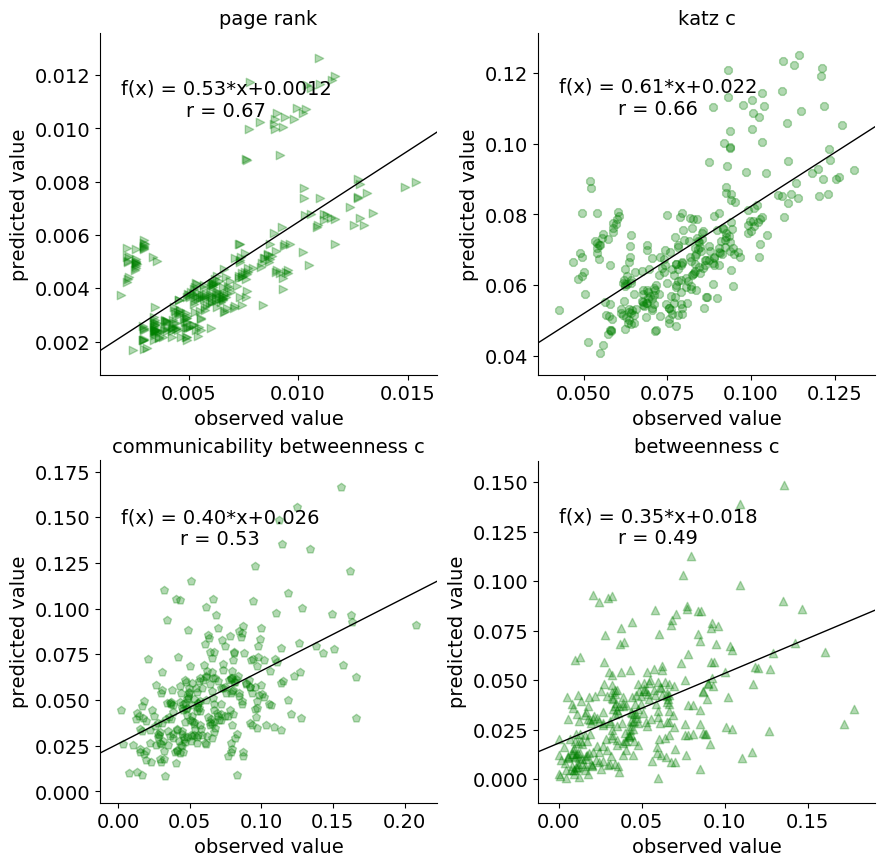 page rank
f(x) = 0.53*x+0.0012
r = 0.67
predicted value
0.012
0.010
0.008
0.006
0.004
0.002
0.005 0.010 0.015
observed value
katz c
f(x) = 0.61*x+0.022
r = 0.66
predicted value
0.12
0.10
0.08
0.06
0.04
0.050 0.075 0.100 0.125
observed value
communicability betweenness c
f(x) = 0.40*x+0.026
r = 0.53
predicted value
0.175
0.150
0.125
0.100
0.075
0.050
0.025
0.000
0.00 0.05 0.10 0.15 0.20
observed value
betweenness c
f(x) = 0.35*x+0.018
r = 0.49
predicted value
0.150
0.125
0.100
0.075
0.050
0.025
0.000
0.00 0.05 0.10 0.15
observed value